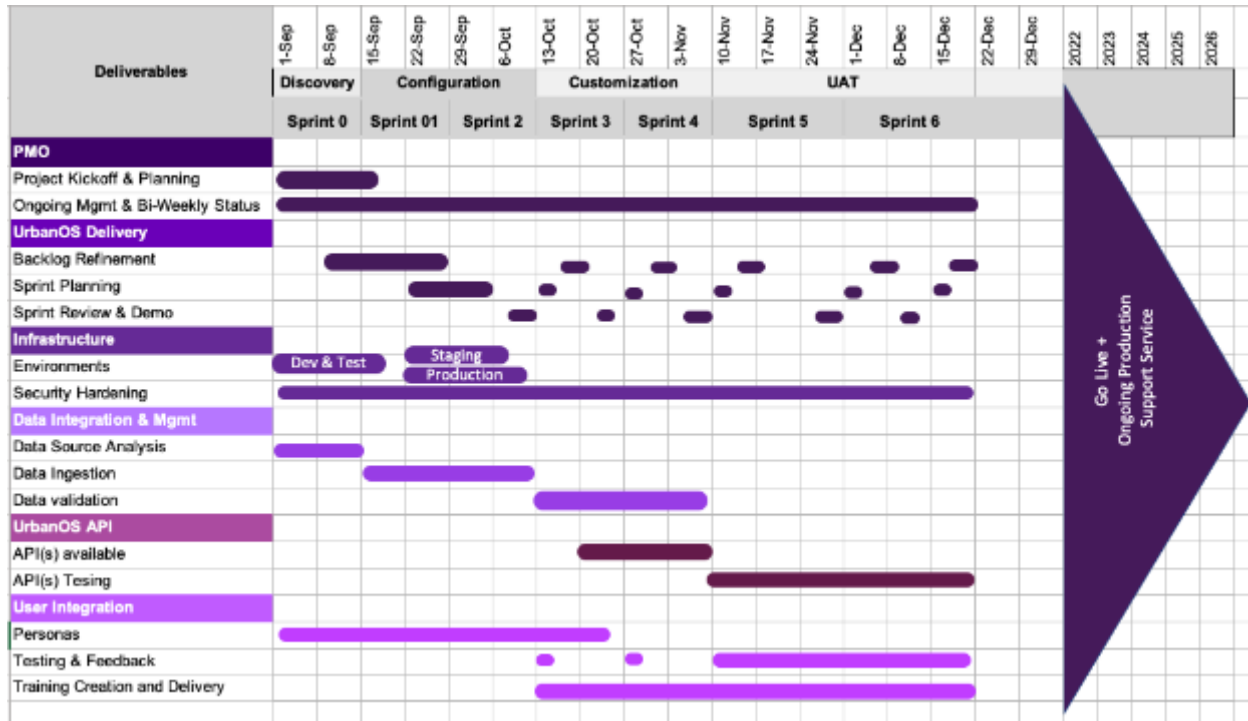 Deliverables
1-Sep 8-Sep 15-Sep 22-Sep 29-Sep 6-Oct 13-Oct 20-Oct 27-Oct 3-Nov 10-Nov 17-Nov 24-Nov 1-Dec 8-Dec 15-Dec 22-Dec 29-Dec 2022 2023 2024 2025 2026
Discovery Configuration Customization UAT
Sprint 0 Sprint 01 Sprint 2 Sprint 3 Sprint 4 Sprint 5 Sprint 6
PMO
Project Kickoff & Planning
Ongoing Mgmt & Bi-Weekly Status
UrbanOS Delivery
Backlog Refinement
Sprint Planning
Sprint Review & Demo
Infrastructure
Environments
Dev & Test
Staging
Production
Security Hardening
Data Integration & Mgmt
Data Source Analysis
Data Ingestion
Data validation
UrbanOS API
API(s) available
API(s) Tesing
User Integration
Personas
Testing & Feedback
Training Creation and Delivery
Go Live +
Ongoing Production
Support Service